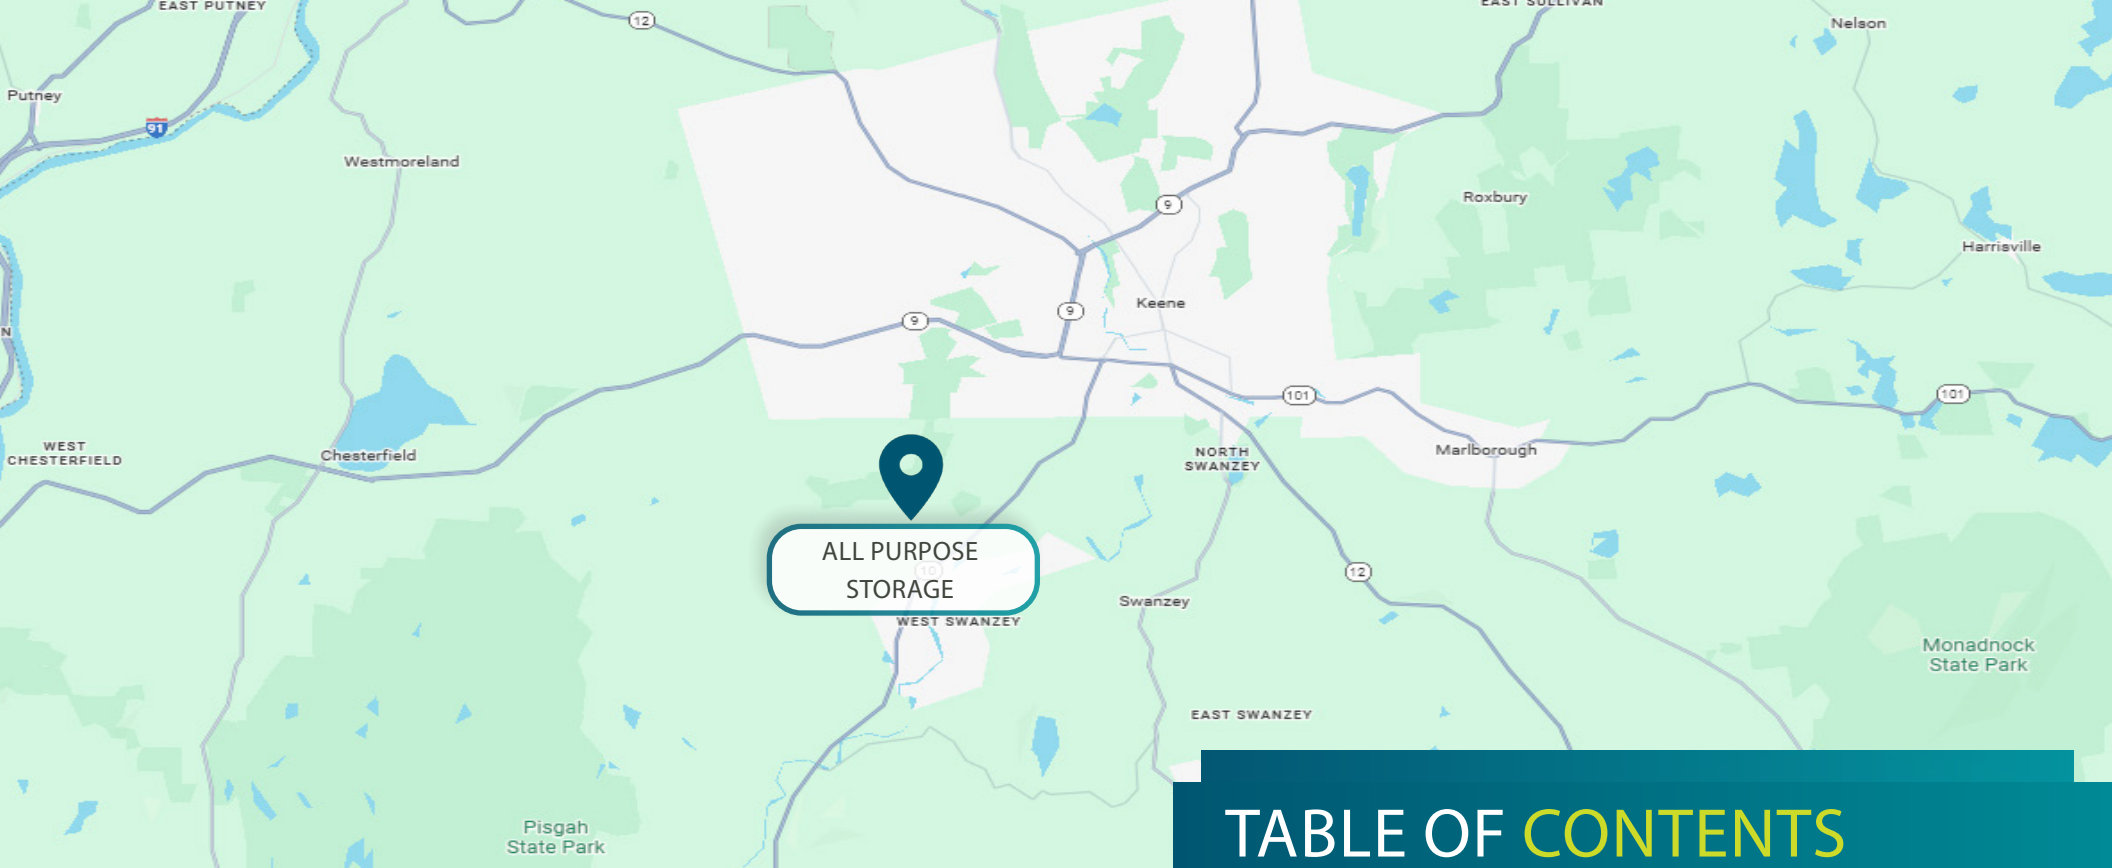 EAST PUTNEY
12
EAST SULLIVAN
Nelson
Putney
91
Westmoreland
9
Roxbury
Harrisville
Keene
9
9
N
101
101
WEST
CHESTERFIELD
Chesterfield
NORTH
SWANZEY
Marlborough
ALL PURPOSE
STORAGE
10
12
Swanzey
WEST SWANZEY
Monadnock
State Park
EAST SWANZEY
Pisgah
State Park
TABLE OF CONTENTS